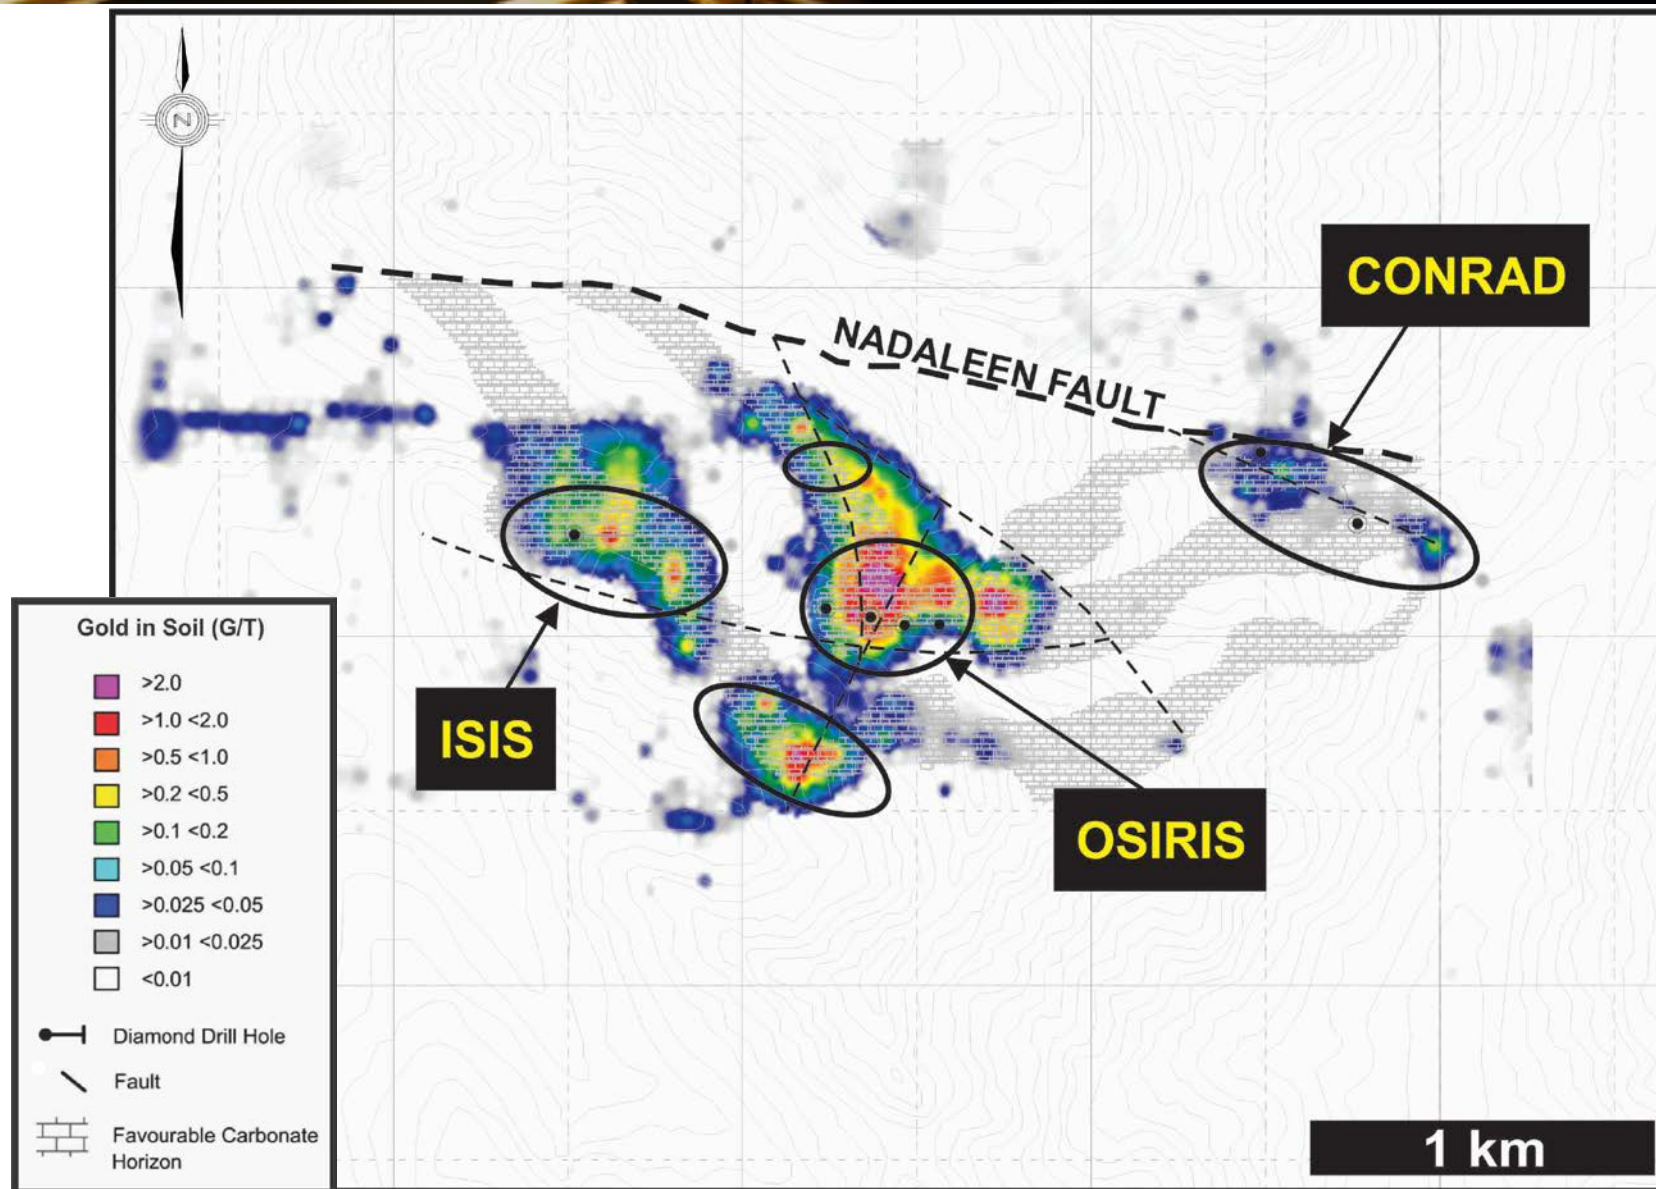 N
CONRAD
NADALEEN FAULT
ISIS
OSIRIS
Gold in Soil (G/T)
>2.0
>1.0 <2.0
>0.5 <1.0
>0.2 <0.5
>0.1 <0.2
>0.05 <0.1
>0.025 <0.05
>0.01 <0.025
<0.01
Diamond Drill Hole
Fault
Favourable Carbonate
Horizon
1 km